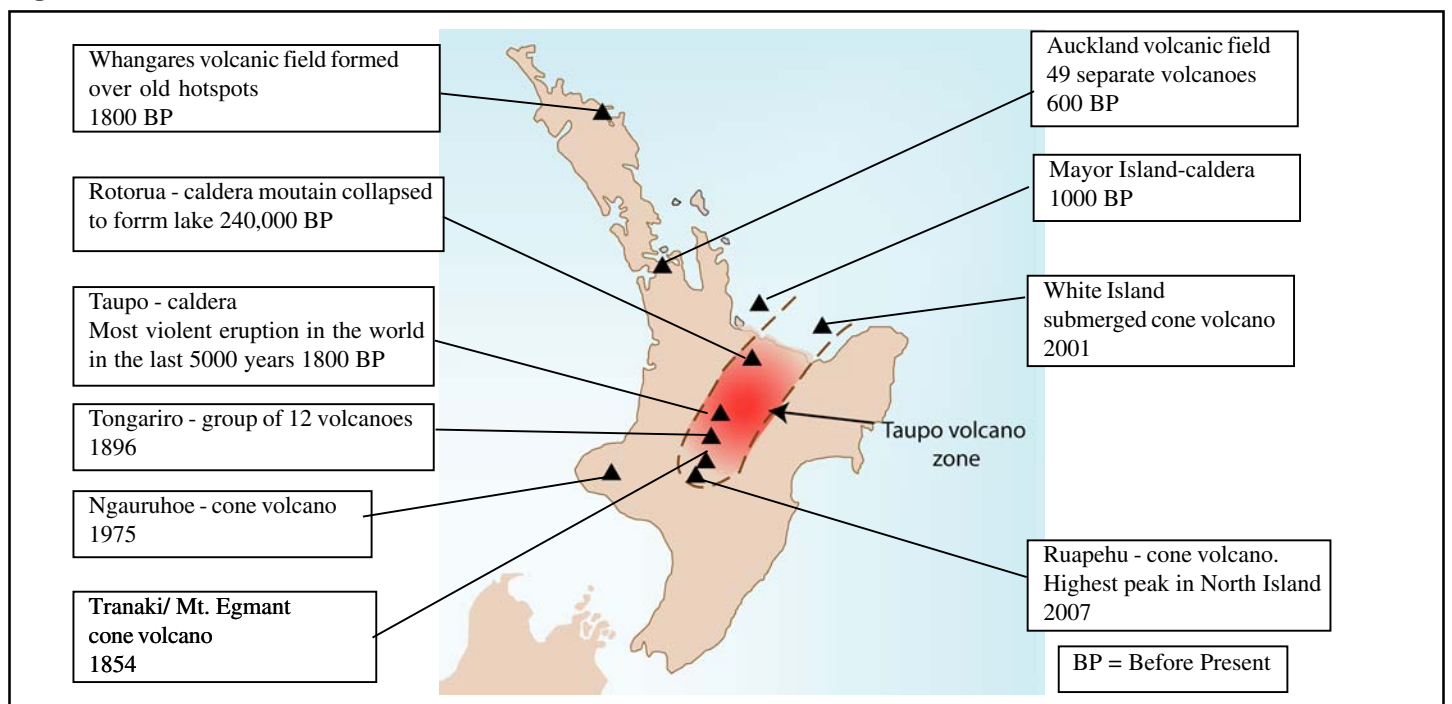 Whangares volcanic field formed
over old hotspots
1800 BP
Rotorua - caldera moutain collapsed
to forrm lake 240,000 BP
Taupo - caldera
Most violent eruption in the world
in the last 5000 years 1800 BP
Tongariro - group of 12 volcanoes
1896
Ngauruhoe - cone volcano
1975
Tranaki/ Mt. Egmant
cone volcano
1854
Auckland volcanic field
49 separate volcanoes
600 BP
Mayor Island-caldera
1000 BP
White Island
submerged cone volcano
2001
Taupo volcano
zone
Ruapehu - cone volcano.
Highest peak in North Island
2007
BP = Before Present